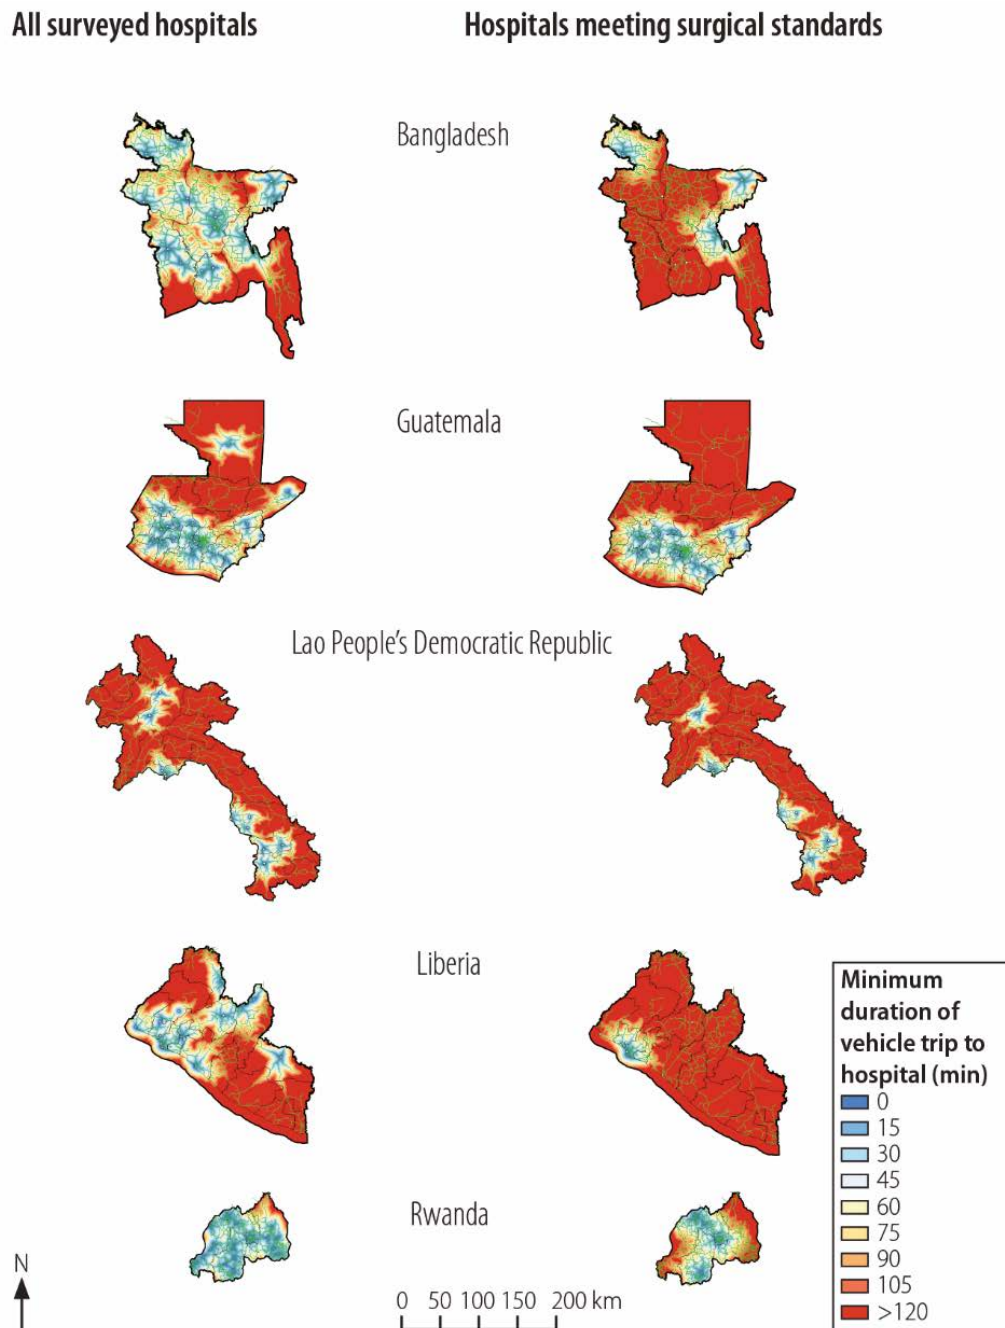 All surveyed hospitals
Hospitals meeting surgical standards
Bangladesh
Guatemala
Lao People's Democratic Republic
Liberia
Rwanda
Minimum
duration of
vehicle trip to
hospital (min)
0
15
30
45
60
75
90
105
>120
N
0 50 100 150 200 km